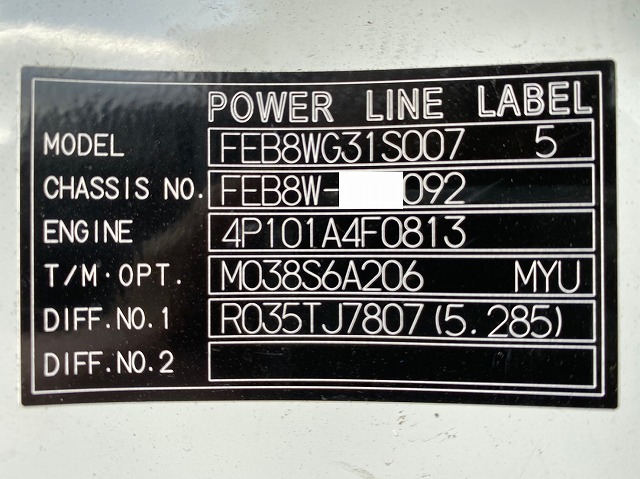 POWER LINE LABEL
MODEL FEB8WG31S007 5
CHASSIS NO. FEB8W- 092
ENGINE 4P101A4F0813
T/M·OPT. M038S6A206 MYU
DIFF.NO.1 R035TJ7807(5.285)
DIFF.NO.2